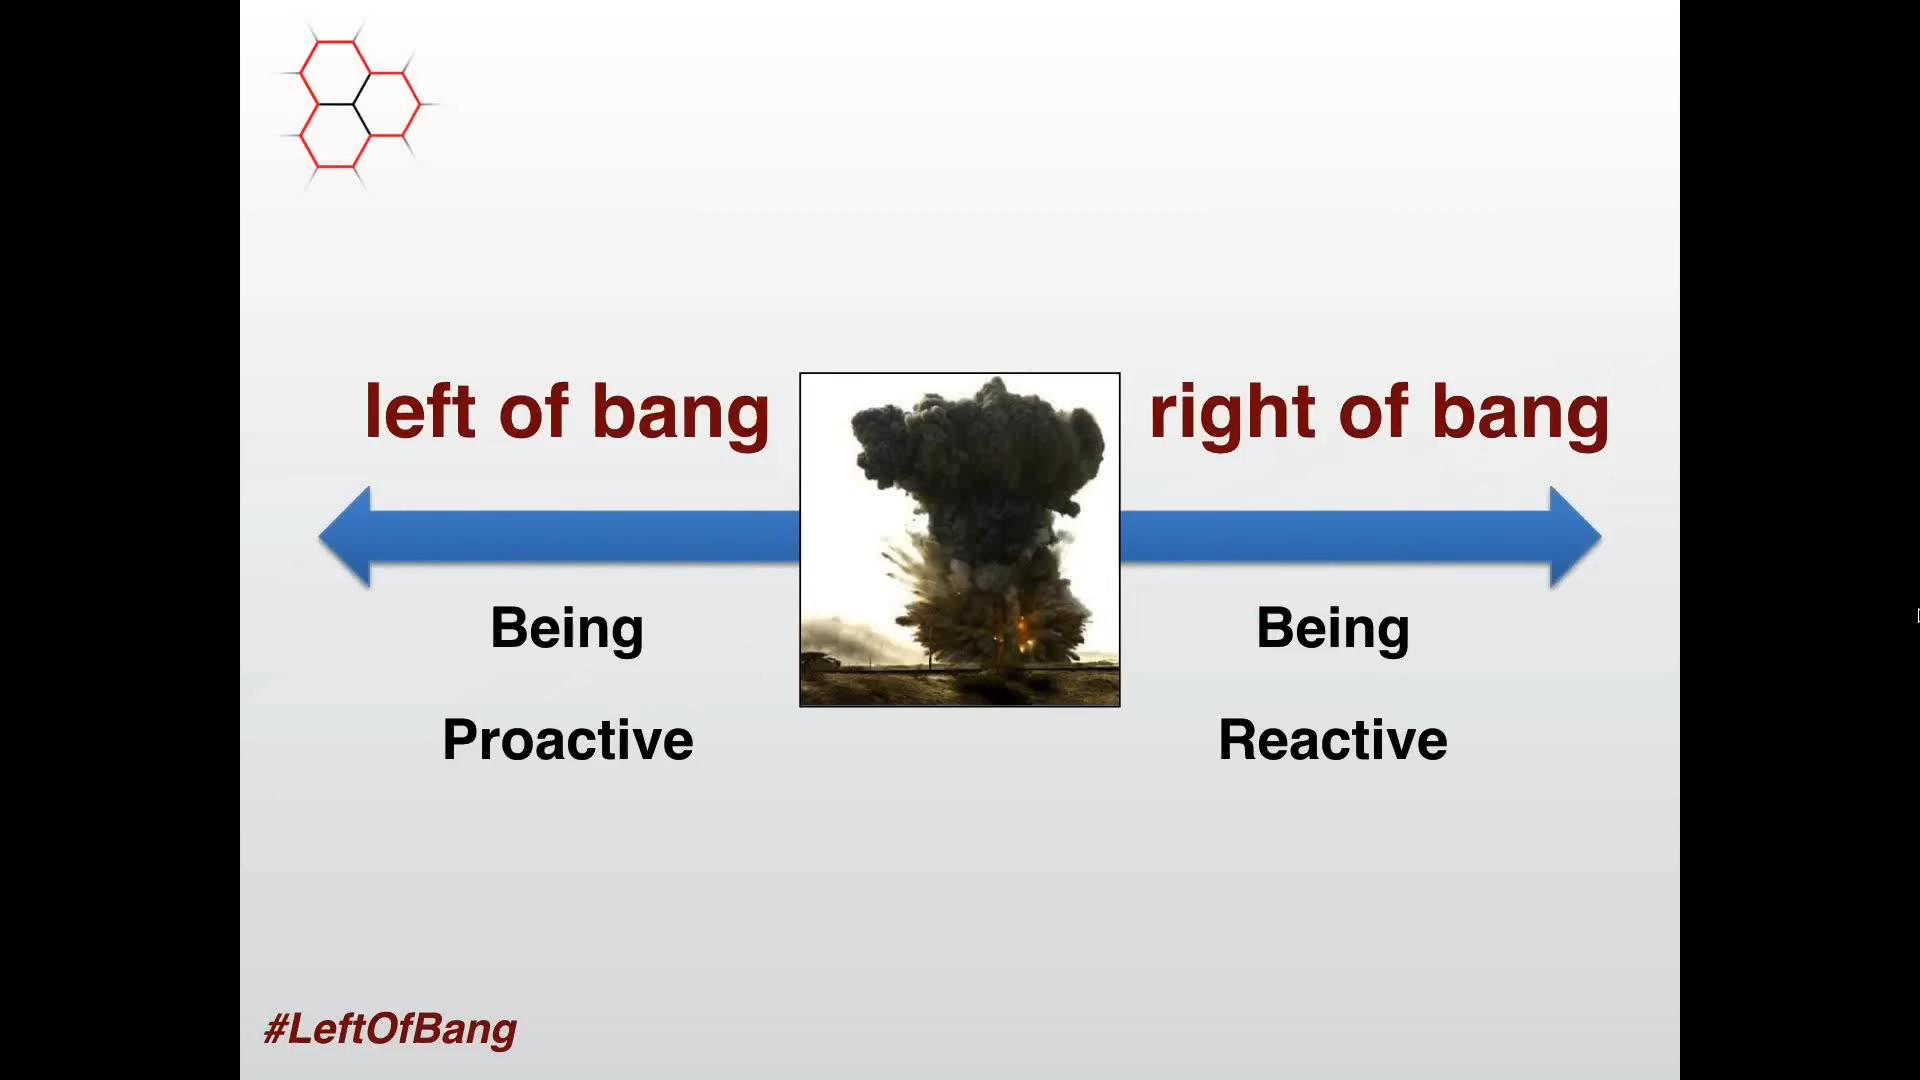 left of bang
right of bang
Being
Proactive
Being
Reactive
#LeftOfBang